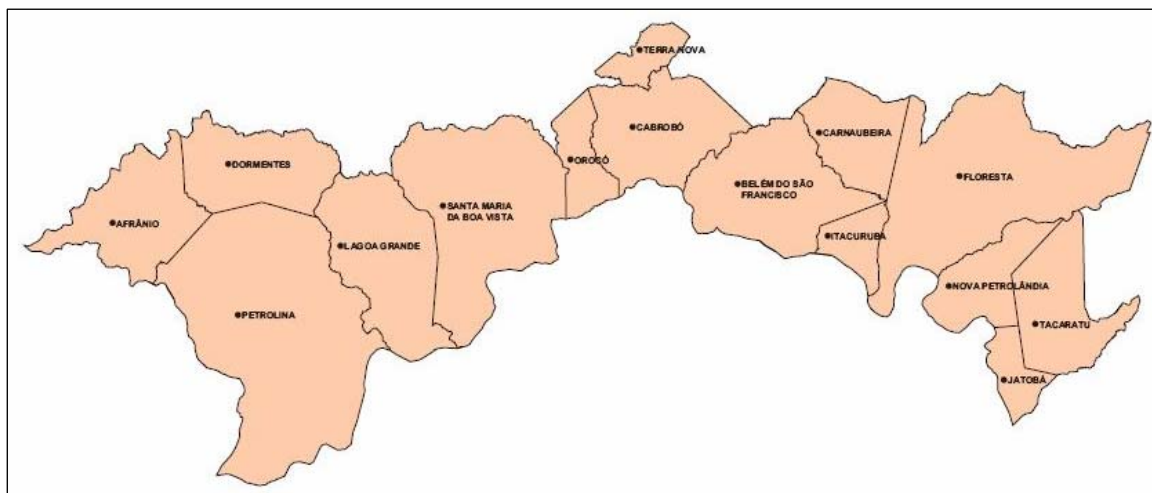 TERRA NOVA
CABROBÓ
CARNAUBEIRA
OROCÓ
DORMENTES
FLORESTA
BELÉM DO SÃO
FRANCISCO
SANTA MARIA
DA BOA VISTA
AFRÂNIO
ITACURUBA
LAGOA GRANDE
NOVA PETROLÂNDIA
PETROLINA
TACARATU
JATOBÁ